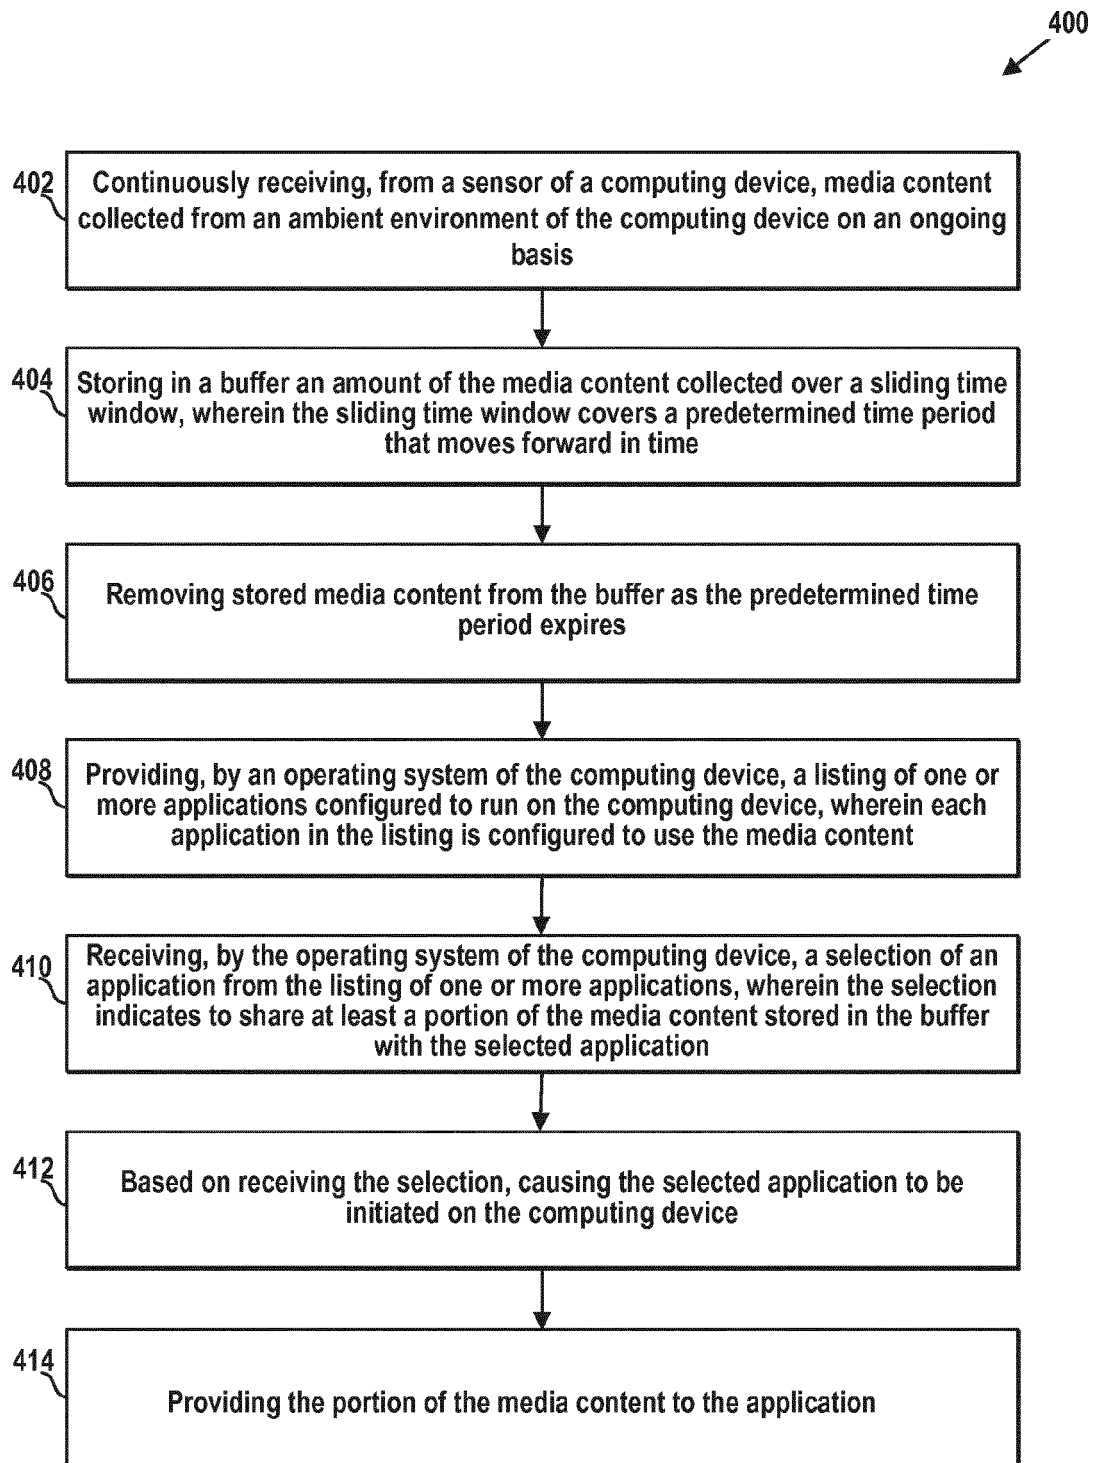 400
402
Continuously receiving, from a sensor of a computing device, media content
collected from an ambient environment of the computing device on an ongoing
basis
404
Storing in a buffer an amount of the media content collected over a sliding time
window, wherein the sliding time window covers a predetermined time period
that moves forward in time
406
Removing stored media content from the buffer as the predetermined time
period expires
408
Providing, by an operating system of the computing device, a listing of one or
more applications configured to run on the computing device, wherein each
application in the listing is configured to use the media content
410
Receiving, by the operating system of the computing device, a selection of an
application from the listing of one or more applications, wherein the selection
indicates to share at least a portion of the media content stored in the buffer
with the selected application
412
Based on receiving the selection, causing the selected application to be
initiated on the computing device
414
Providing the portion of the media content to the application